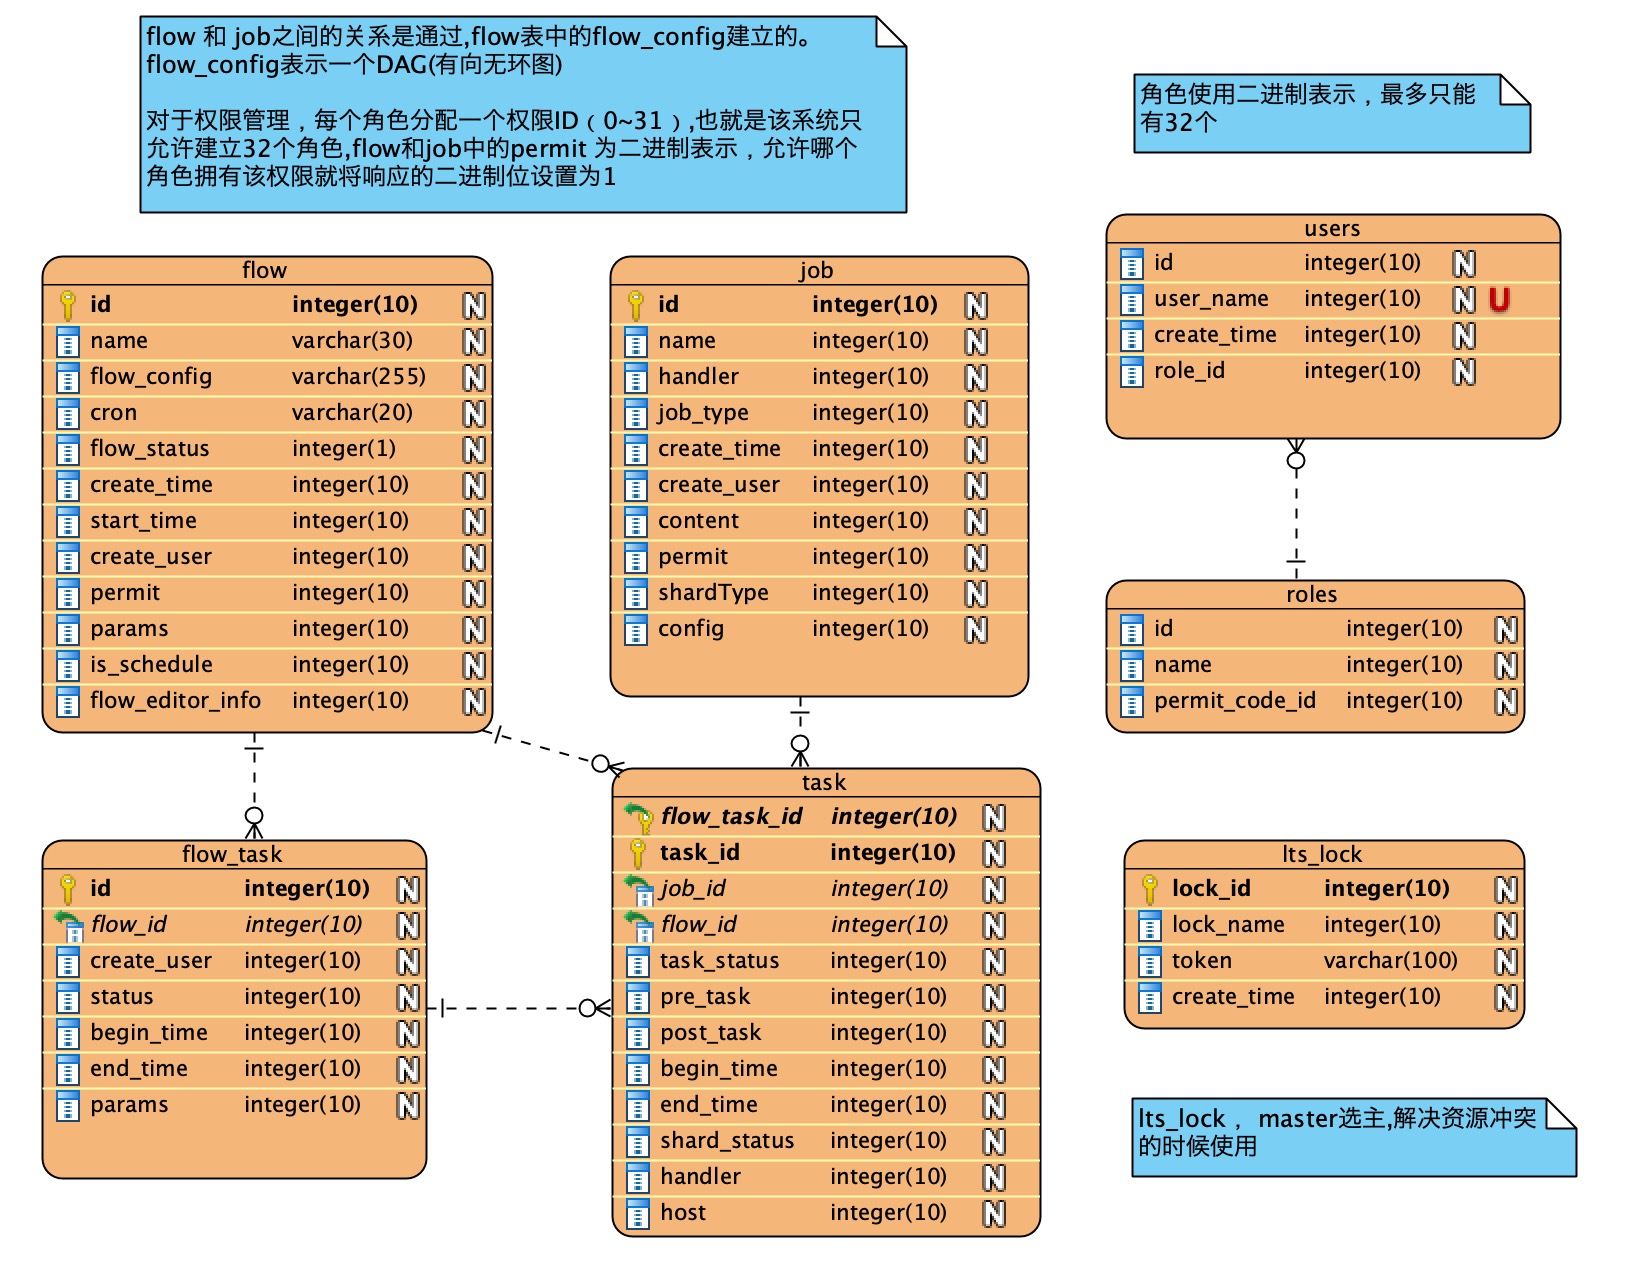 flow 和 job之间的关系是通过,flow表中的flow_config建立的。
flow_config表示一个DAG(有向无环图)
对于权限管理，每个角色分配一个权限ID（0~31）,也就是该系统只
允许建立32个角色,flow和job中的permit 为二进制表示，允许哪个
角色拥有该权限就将响应的二进制位设置为1
角色使用二进制表示，最多只能
有32个
flow
id integer(10) N
name varchar(30) N
flow_config varchar(255) N
cron varchar(20) N
flow_status integer(1) N
create_time integer(10) N
start_time integer(10) N
create_user integer(10) N
permit integer(10) N
params integer(10) N
is_schedule integer(10) N
flow_editor_info integer(10) N
job
id integer(10) N
name integer(10) N
handler integer(10) N
job_type integer(10) N
create_time integer(10) N
create_user integer(10) N
content integer(10) N
permit integer(10) N
shardType integer(10) N
config integer(10) N
users
id integer(10) N
user_name integer(10) N U
create_time integer(10) N
role_id integer(10) N
roles
id integer(10) N
name integer(10) N
permit_code_id integer(10) N
flow_task
id integer(10) N
flow_id integer(10) N
create_user integer(10) N
status integer(10) N
begin_time integer(10) N
end_time integer(10) N
params integer(10) N
task
flow_task_id integer(10) N
task_id integer(10) N
job_id integer(10) N
flow_id integer(10) N
task_status integer(10) N
pre_task integer(10) N
post_task integer(10) N
begin_time integer(10) N
end_time integer(10) N
shard_status integer(10) N
handler integer(10) N
host integer(10) N
lts_lock
lock_id integer(10) N
lock_name integer(10) N
token varchar(100) N
create_time integer(10) N
lts_lock， master选主,解决资源冲突
的时候使用